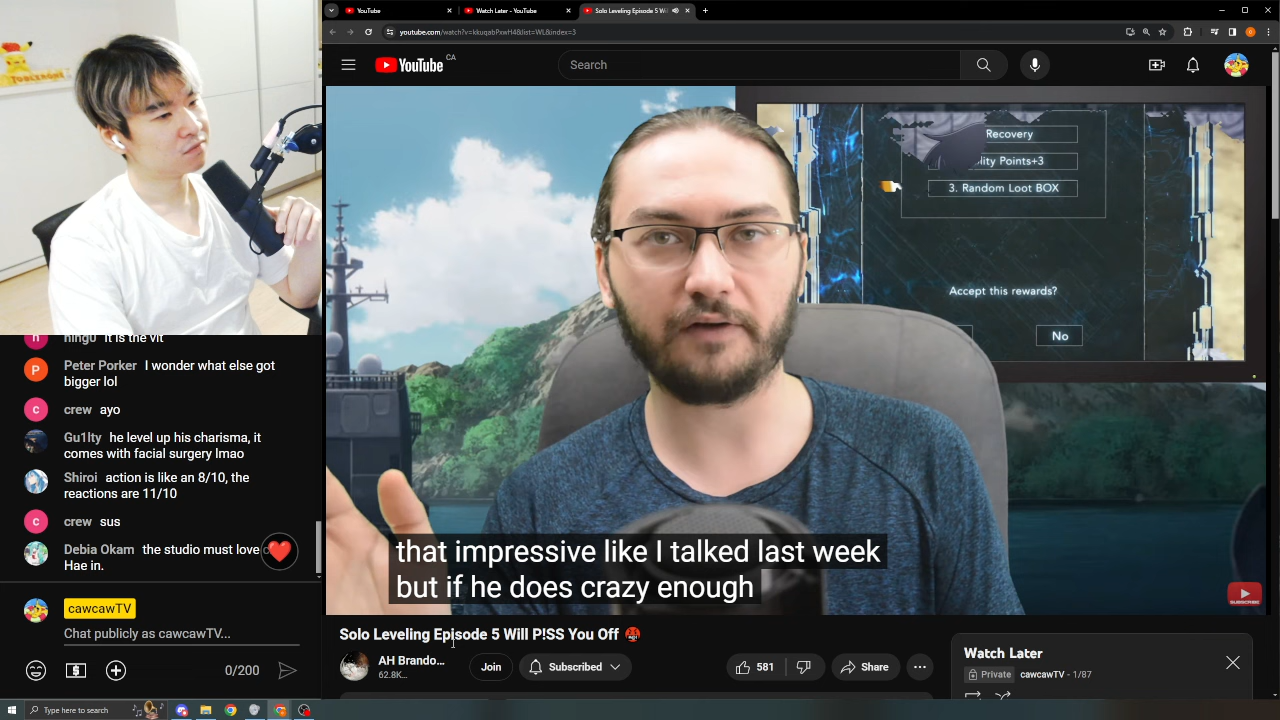 YouTube
Watch Later - YouTube
Solo Leveling Episode 5 Wi
youtube.com/watch?v=kkuqabPxwH4&list=WL&index=3
YouTube CA
Search
Recovery
lity Points+3
3. Random Loot BOX
Accept this rewards?
No
it is the vit
Peter Porker I wonder what else got
bigger lol
crew ayo
Gu1lty he level up his charisma, it
comes with facial surgery lmao
Shiroi action is like an 8/10, the
reactions are 11/10
crew sus
Debia Okam the studio must love
Hae in.
cawcawTV
Chat publicly as cawcawTV...
0/200
that impressive like I talked last week
but if he does crazy enough
SUBSCRIBE
Solo Leveling Episode 5 Will P!SS You Off
AH Brando...
62.8K...
Join
Subscribed
581
Share
Watch Later
Private cawcawTV - 1/87
Type here to search